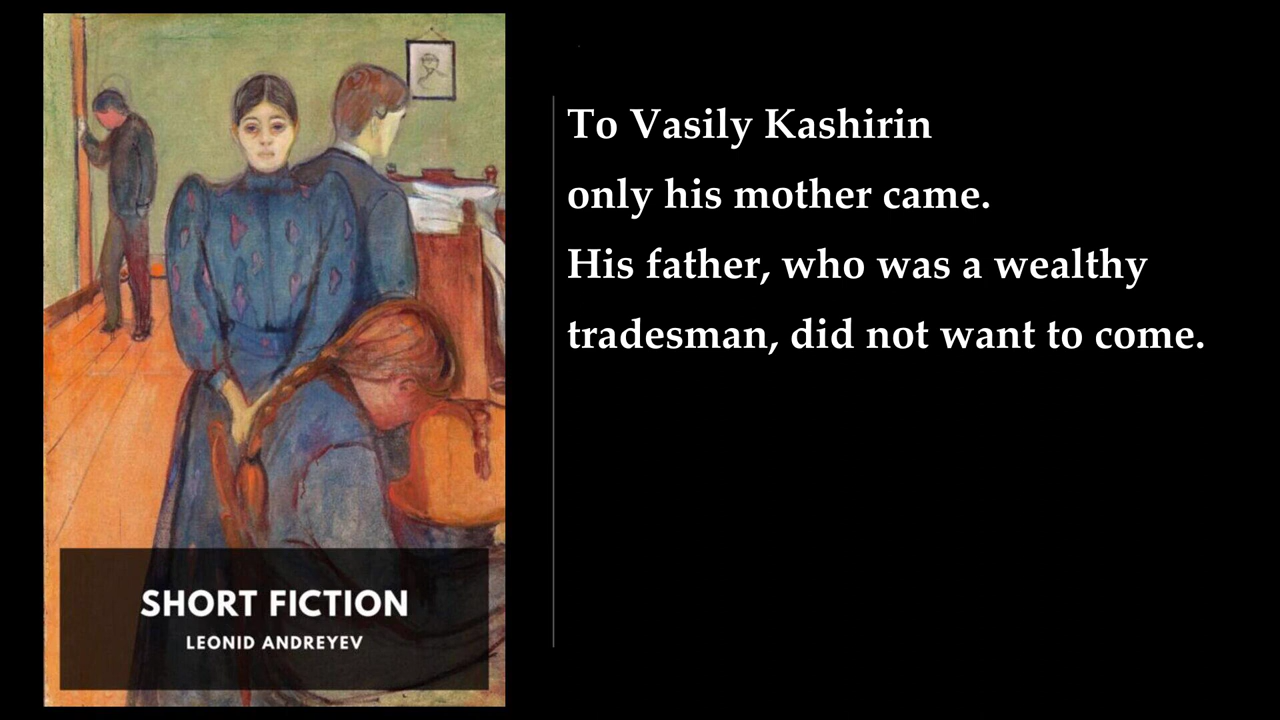 To Vasily Kashirin
only his mother came.
His father, who was a wealthy
tradesman, did not want to come.
SHORT FICTION
LEONID ANDREYEV